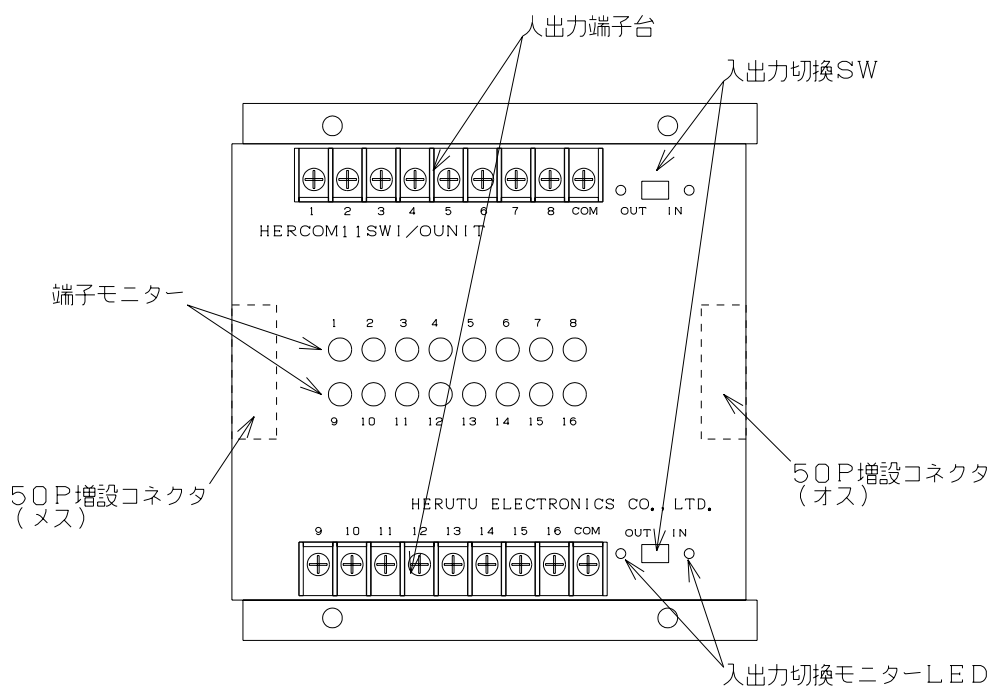 入出力端子台
入出力切換SW
1 2 3 4 5 6 7 8 COM
OUT IN
HERCOM11SWI/OUNIT
端子モニター
1 2 3 4 5 6 7 8
9 10 11 12 13 14 15 16
50P増設コネクタ
(オス)
50P増設コネクタ
(メス)
HERUTU ELECTRONICS CO., LTD.
9 10 11 12 13 14 15 16 COM
OUT IN
入出力切換モニターLED